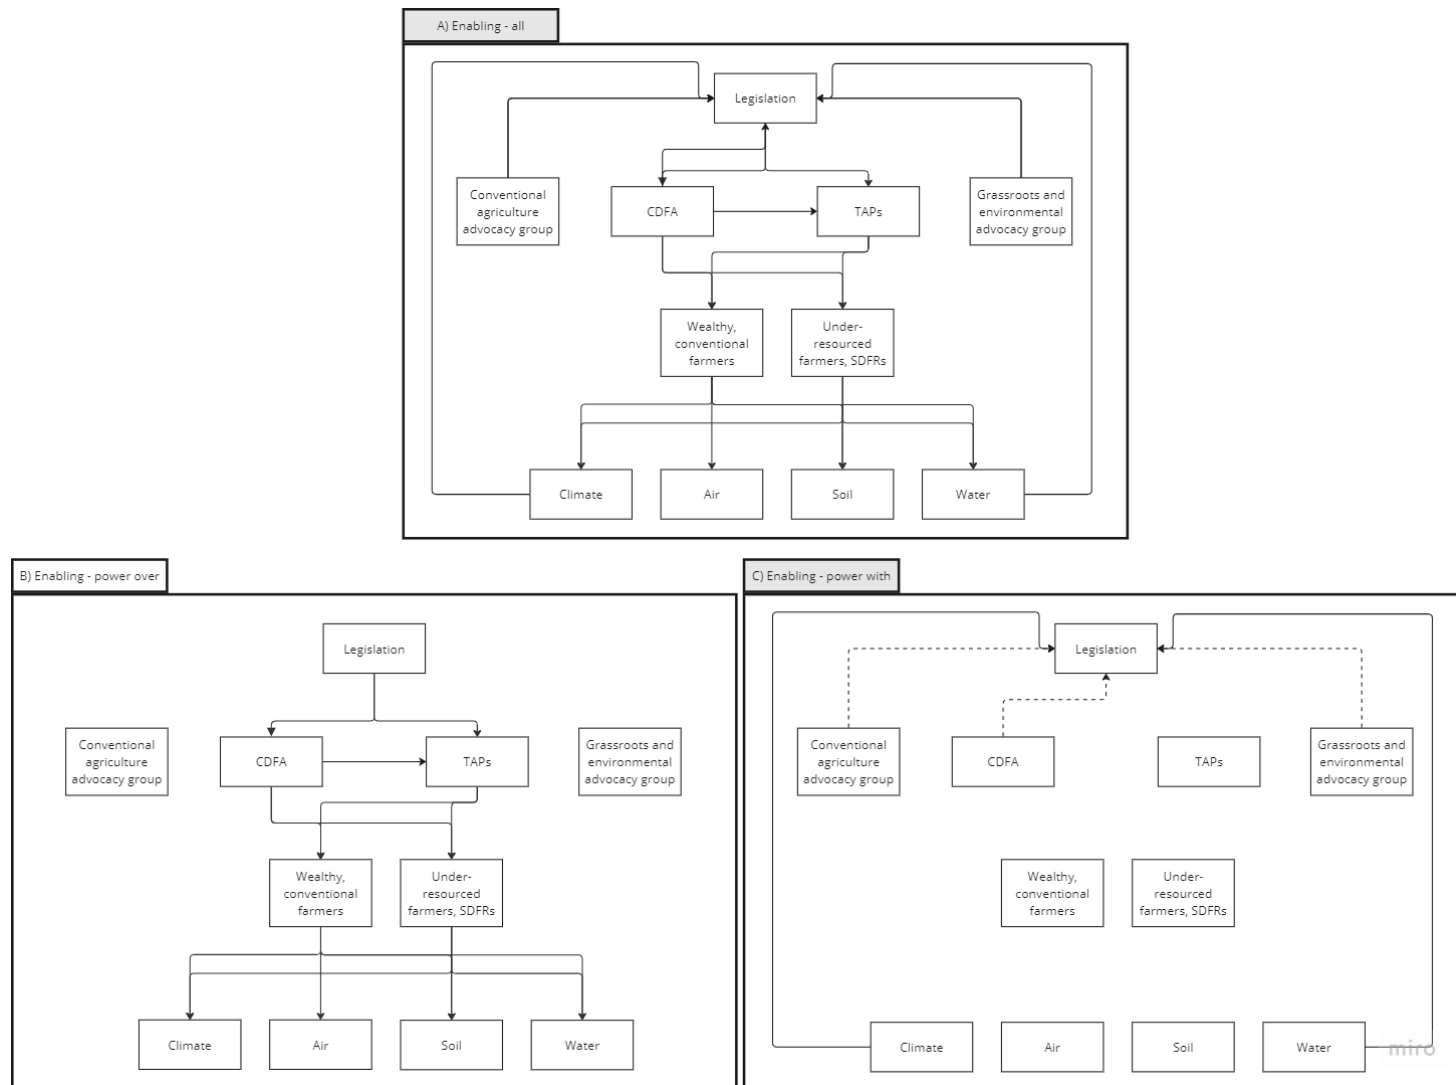 A) Enabling - all
Legislation
Conventional
agriculture
advocacy group
CDFA
TAPs
Grassroots and
environmental
advocacy group
Wealthy,
conventional
farmers
Under-
resourced
farmers, SDFRs
Climate
Air
Soil
Water
B) Enabling - power over
Legislation
Conventional
agriculture
advocacy group
CDFA
TAPs
Grassroots and
environmental
advocacy group
Wealthy,
conventional
farmers
Under-
resourced
farmers, SDFRs
Climate
Air
Soil
Water
C) Enabling - power with
Legislation
Conventional
agriculture
advocacy group
CDFA
TAPs
Grassroots and
environmental
advocacy group
Wealthy,
conventional
farmers
Under-
resourced
farmers, SDFRs
Climate
Air
Soil
Water
miro